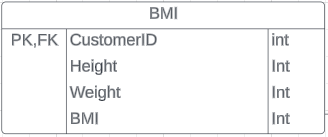 BMI
PK,FK CustomerID int
Height Int
Weight Int
BMI Int